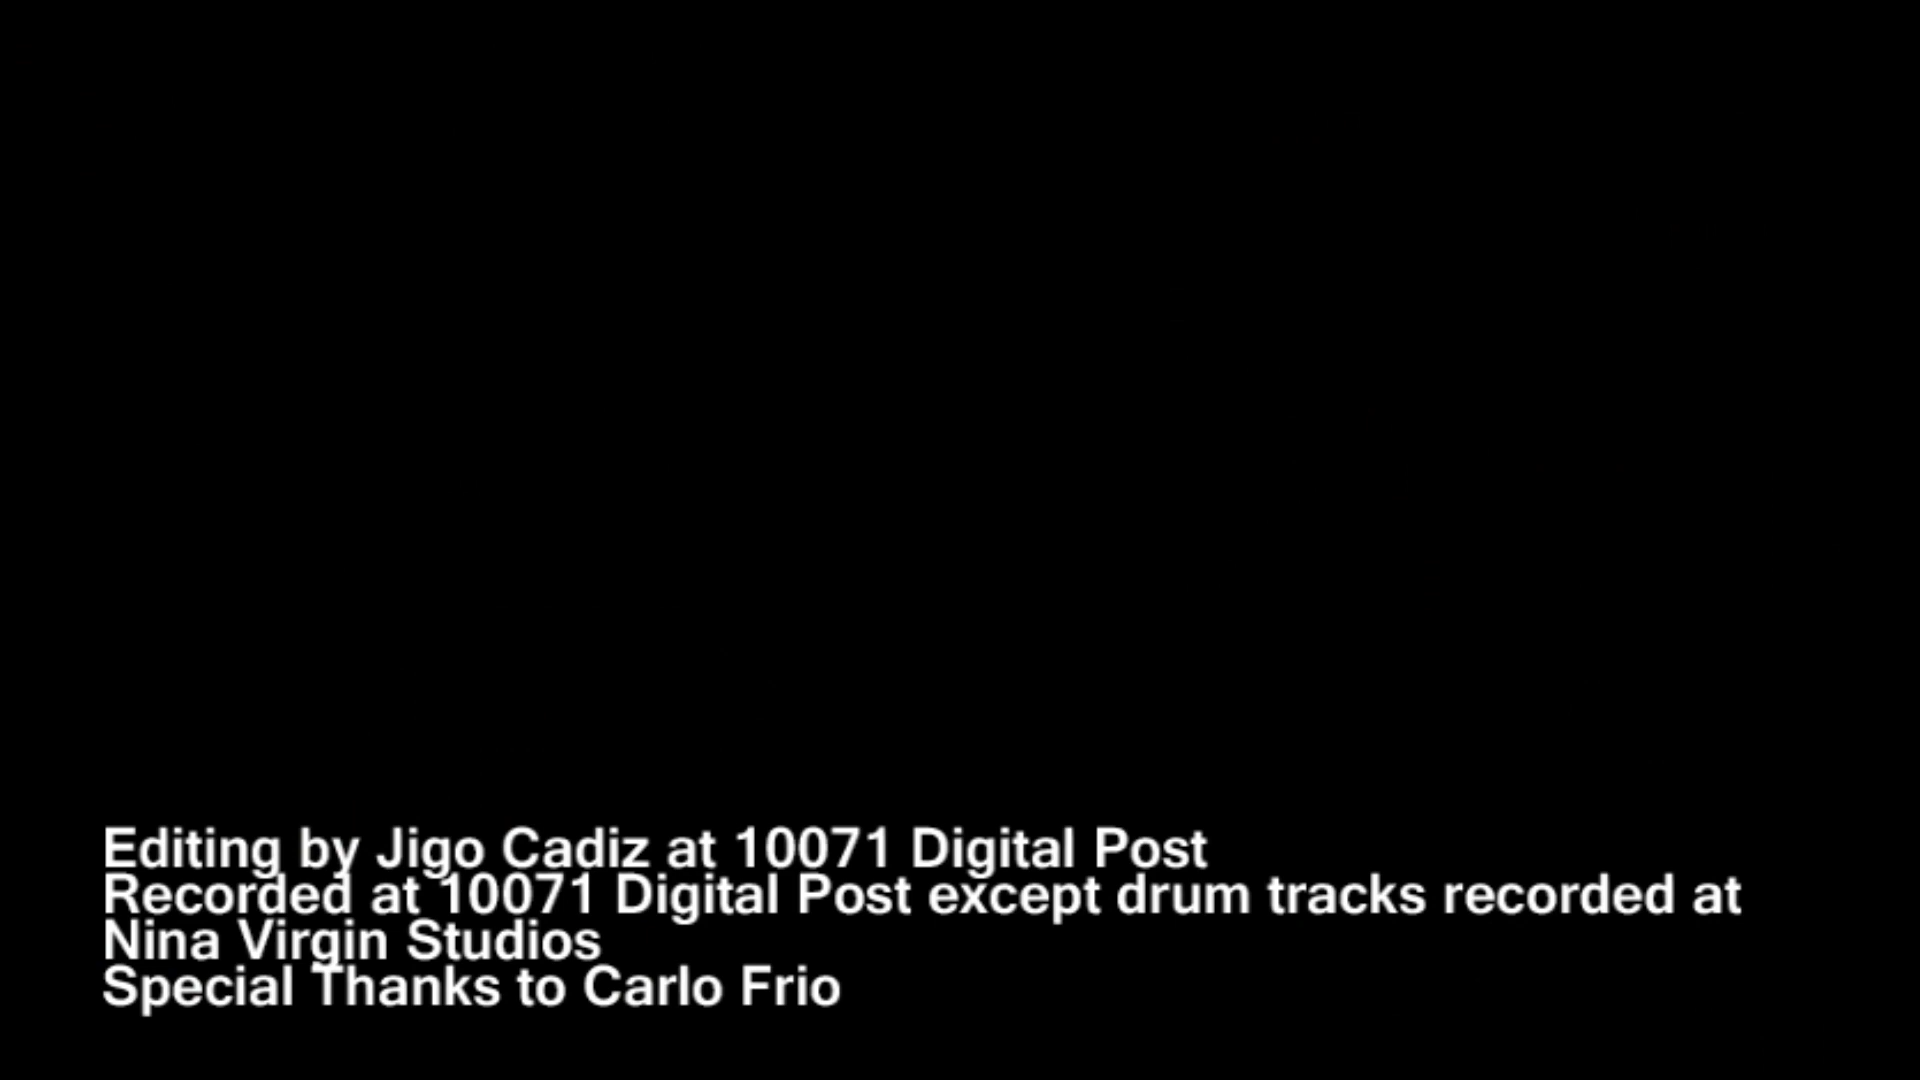 Editing by Jigo Cadiz at 10071 Digital Post
Recorded at 10071 Digital Post except drum tracks recorded at
Nina Virgin Studios
Special Thanks to Carlo Frio